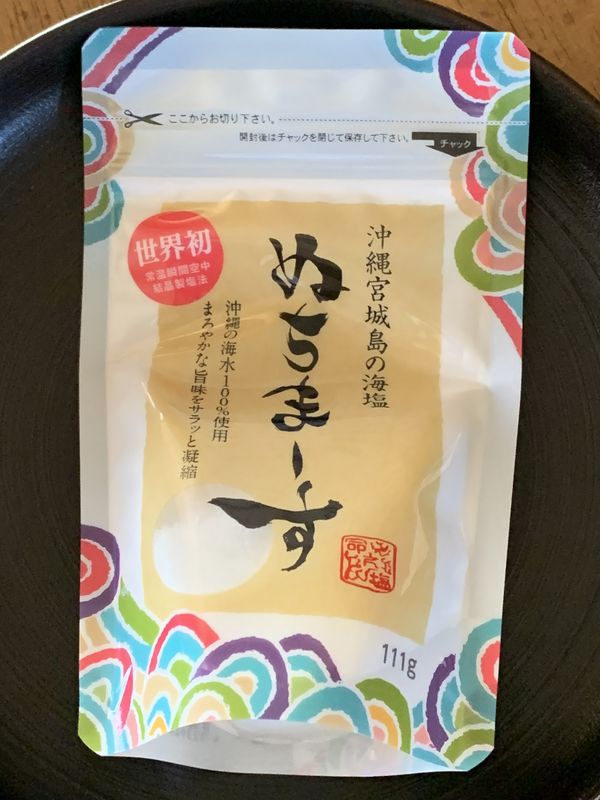 ここからお切り下さい。
開封後はチャックを閉じて保存して下さい。
チャック
世界初
常温瞬間空中
結晶製塩法
沖縄宮城島の海塩
ぬちまーす
沖縄の海水100%使用
まろやかな旨味をサラッと凝縮
111g